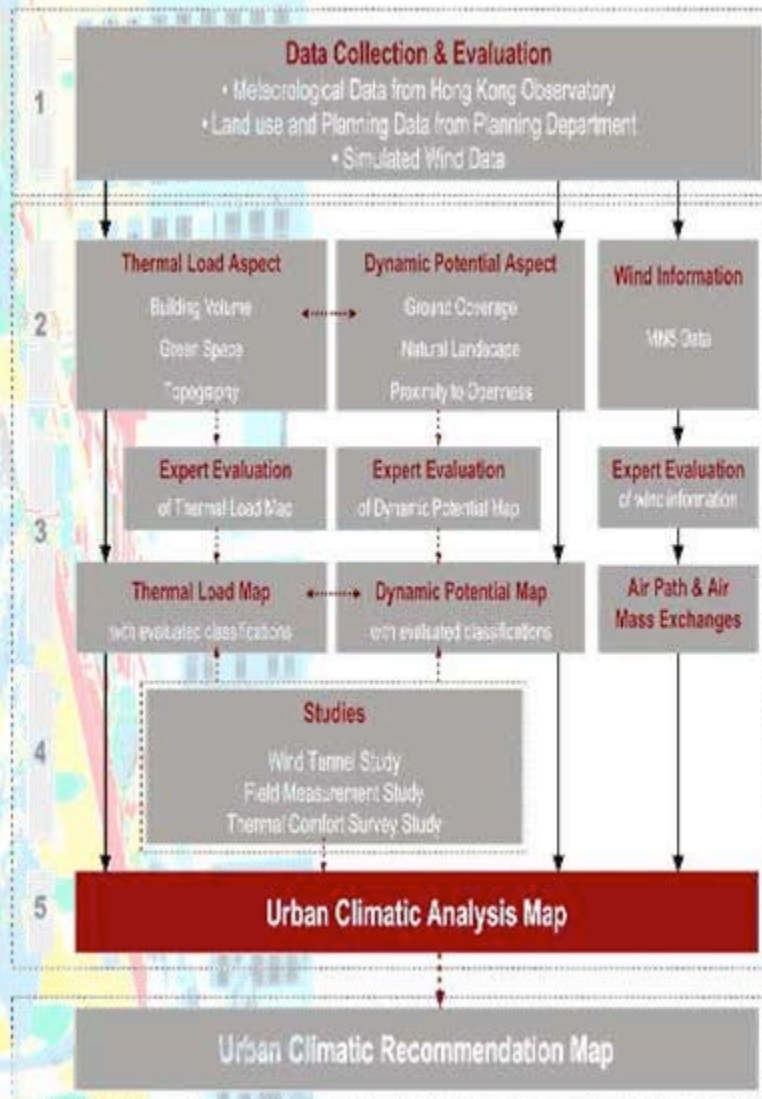 1
Data Collection & Evaluation
• Meteorological Data from Hong Kong Observatory
• Land use and Planning Data from Planning Department
• Simulated Wind Data
2
Thermal Load Aspect
Building Volume
Green Space
Topography
Dynamic Potential Aspect
Ground Coverage
Natural Landscape
Proximity to Openness
Wind Information
MM5 Data
3
Expert Evaluation
of Thermal Load Map
Expert Evaluation
of Dynamic Potential Map
Expert Evaluation
of wind information
Thermal Load Map
with evaluated classifications
Dynamic Potential Map
with evaluated classifications
Air Path & Air
Mass Exchanges
4
Studies
Wind Tunnel Study
Field Measurement Study
Thermal Comfort Survey Study
5
Urban Climatic Analysis Map
Urban Climatic Recommendation Map